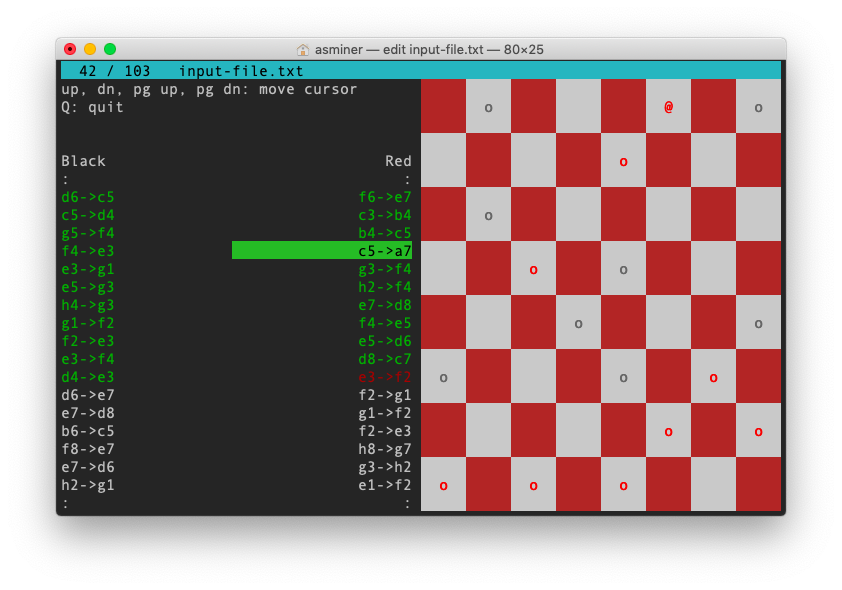 asminer — edit input-file.txt — 80×25
42 / 103 input-file.txt
up, dn, pg up, pg dn: move cursor
Q: quit
Black Red
: :
d6->c5 f6->e7
c5->d4 c3->b4
g5->f4 b4->c5
f4->e3 c5->a7
e3->g1 g3->f4
e5->g3 h2->f4
h4->g3 e7->d8
g1->f2 f4->e5
f2->e3 e5->d6
e3->f4 d8->c7
d4->e3 e3->f2
d6->e7 f2->g1
e7->d8 g1->f2
b6->c5 f2->e3
f8->e7 h8->g7
e7->d6 g3->h2
h2->g1 e1->f2
: :
o @ o
o
o
o o
o o
o o o
o o
o o o